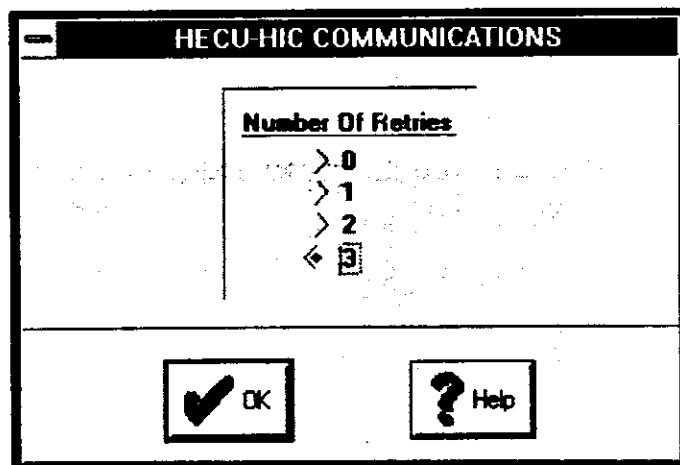 HECU-HIC COMMUNICATIONS
Number Of Retries
0
1
2
3
OK
Help